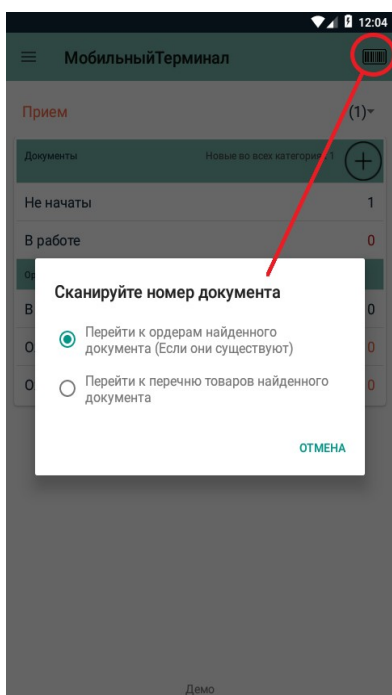 12:04
МобильныйТерминал
Прием (1)
Документы Новые во всех категориях 1
Не начаты 1
В работе 0
Ор
Сканируйте номер документа
В 0
Перейти к ордерам найденного
документа (Если они существуют)
О 0
Перейти к перечню товаров найденного
документа
О 0
ОТМЕНА
Демо